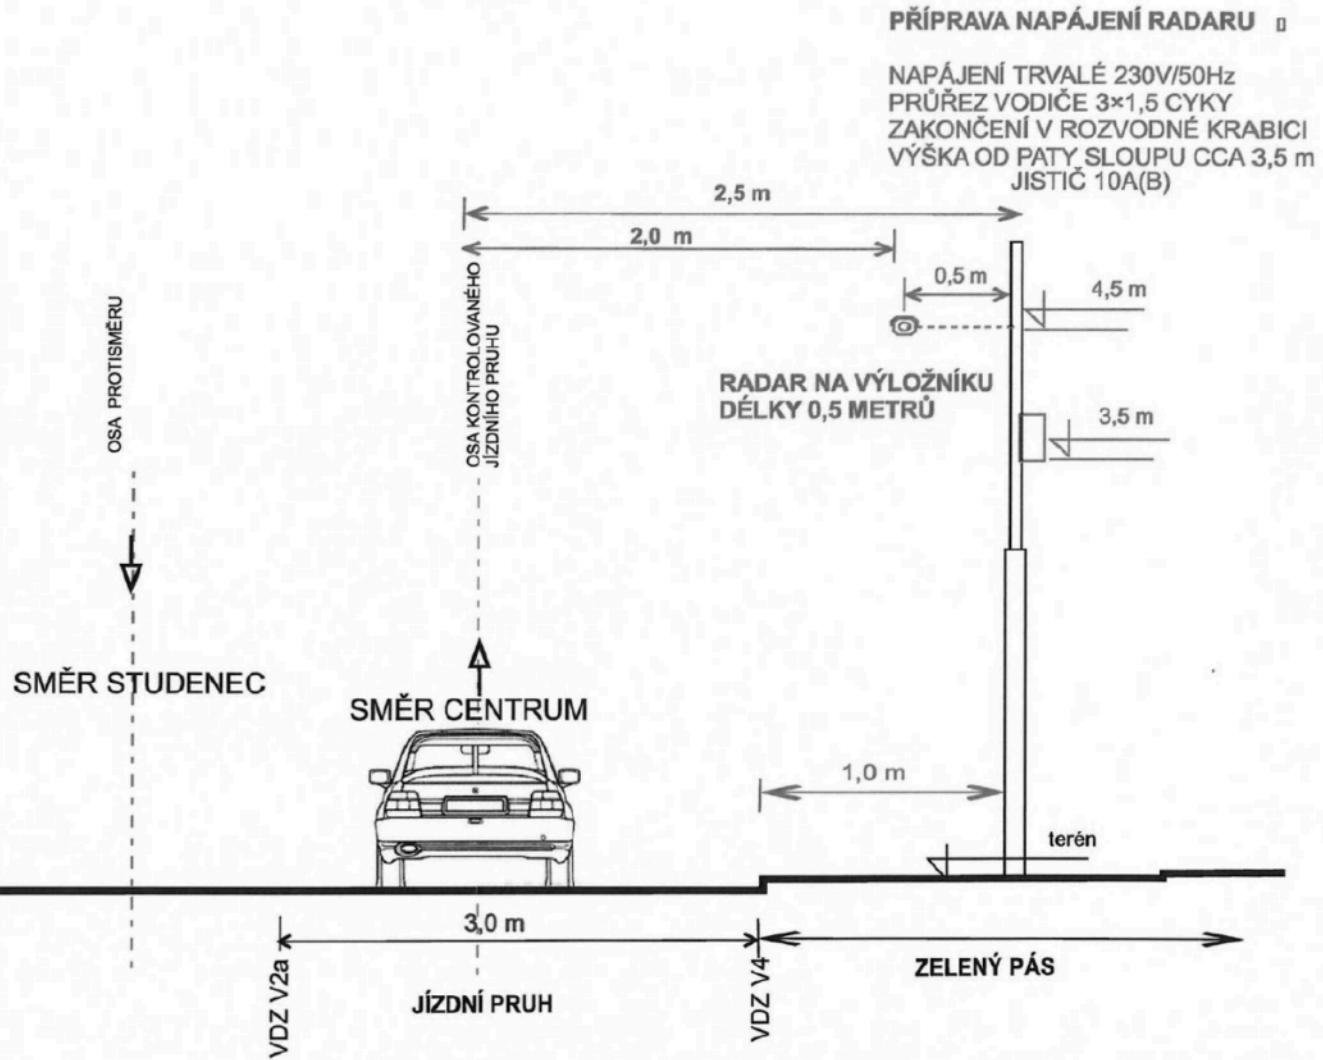 PŘÍPRAVA NAPÁJENÍ RADARU
NAPÁJENÍ TRVALÉ 230V/50Hz
PRŮŘEZ VODIČE 3×1,5 CYKY
ZAKONČENÍ V ROZVODNÉ KRABICI
VÝŠKA OD PATY SLOUPU CCA 3,5 m
JISTIČ 10A(B)
2,5 m
2,0 m
0,5 m
4,5 m
OSA PROTISMĚRU
OSA KONTROLOVANÉHO
JÍZDNÍHO PRUHU
RADAR NA VÝLOŽNÍKU
DÉLKY 0,5 METRŮ
3,5 m
SMĚR STUDENEC
SMĚR CENTRUM
1,0 m
terén
3,0 m
VDZ V2a
JÍZDNÍ PRUH
VDZ V4
ZELENÝ PÁS